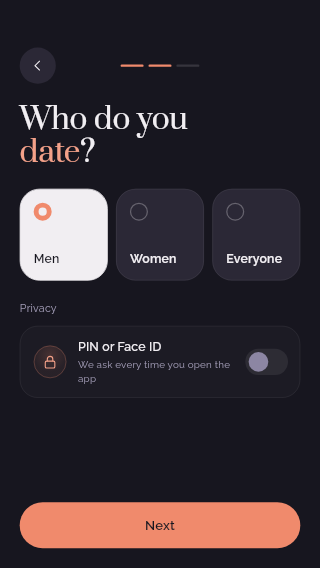 Who do you
date?
Men
Women
Everyone
Privacy
PIN or Face ID
We ask every time you open the
app
Next